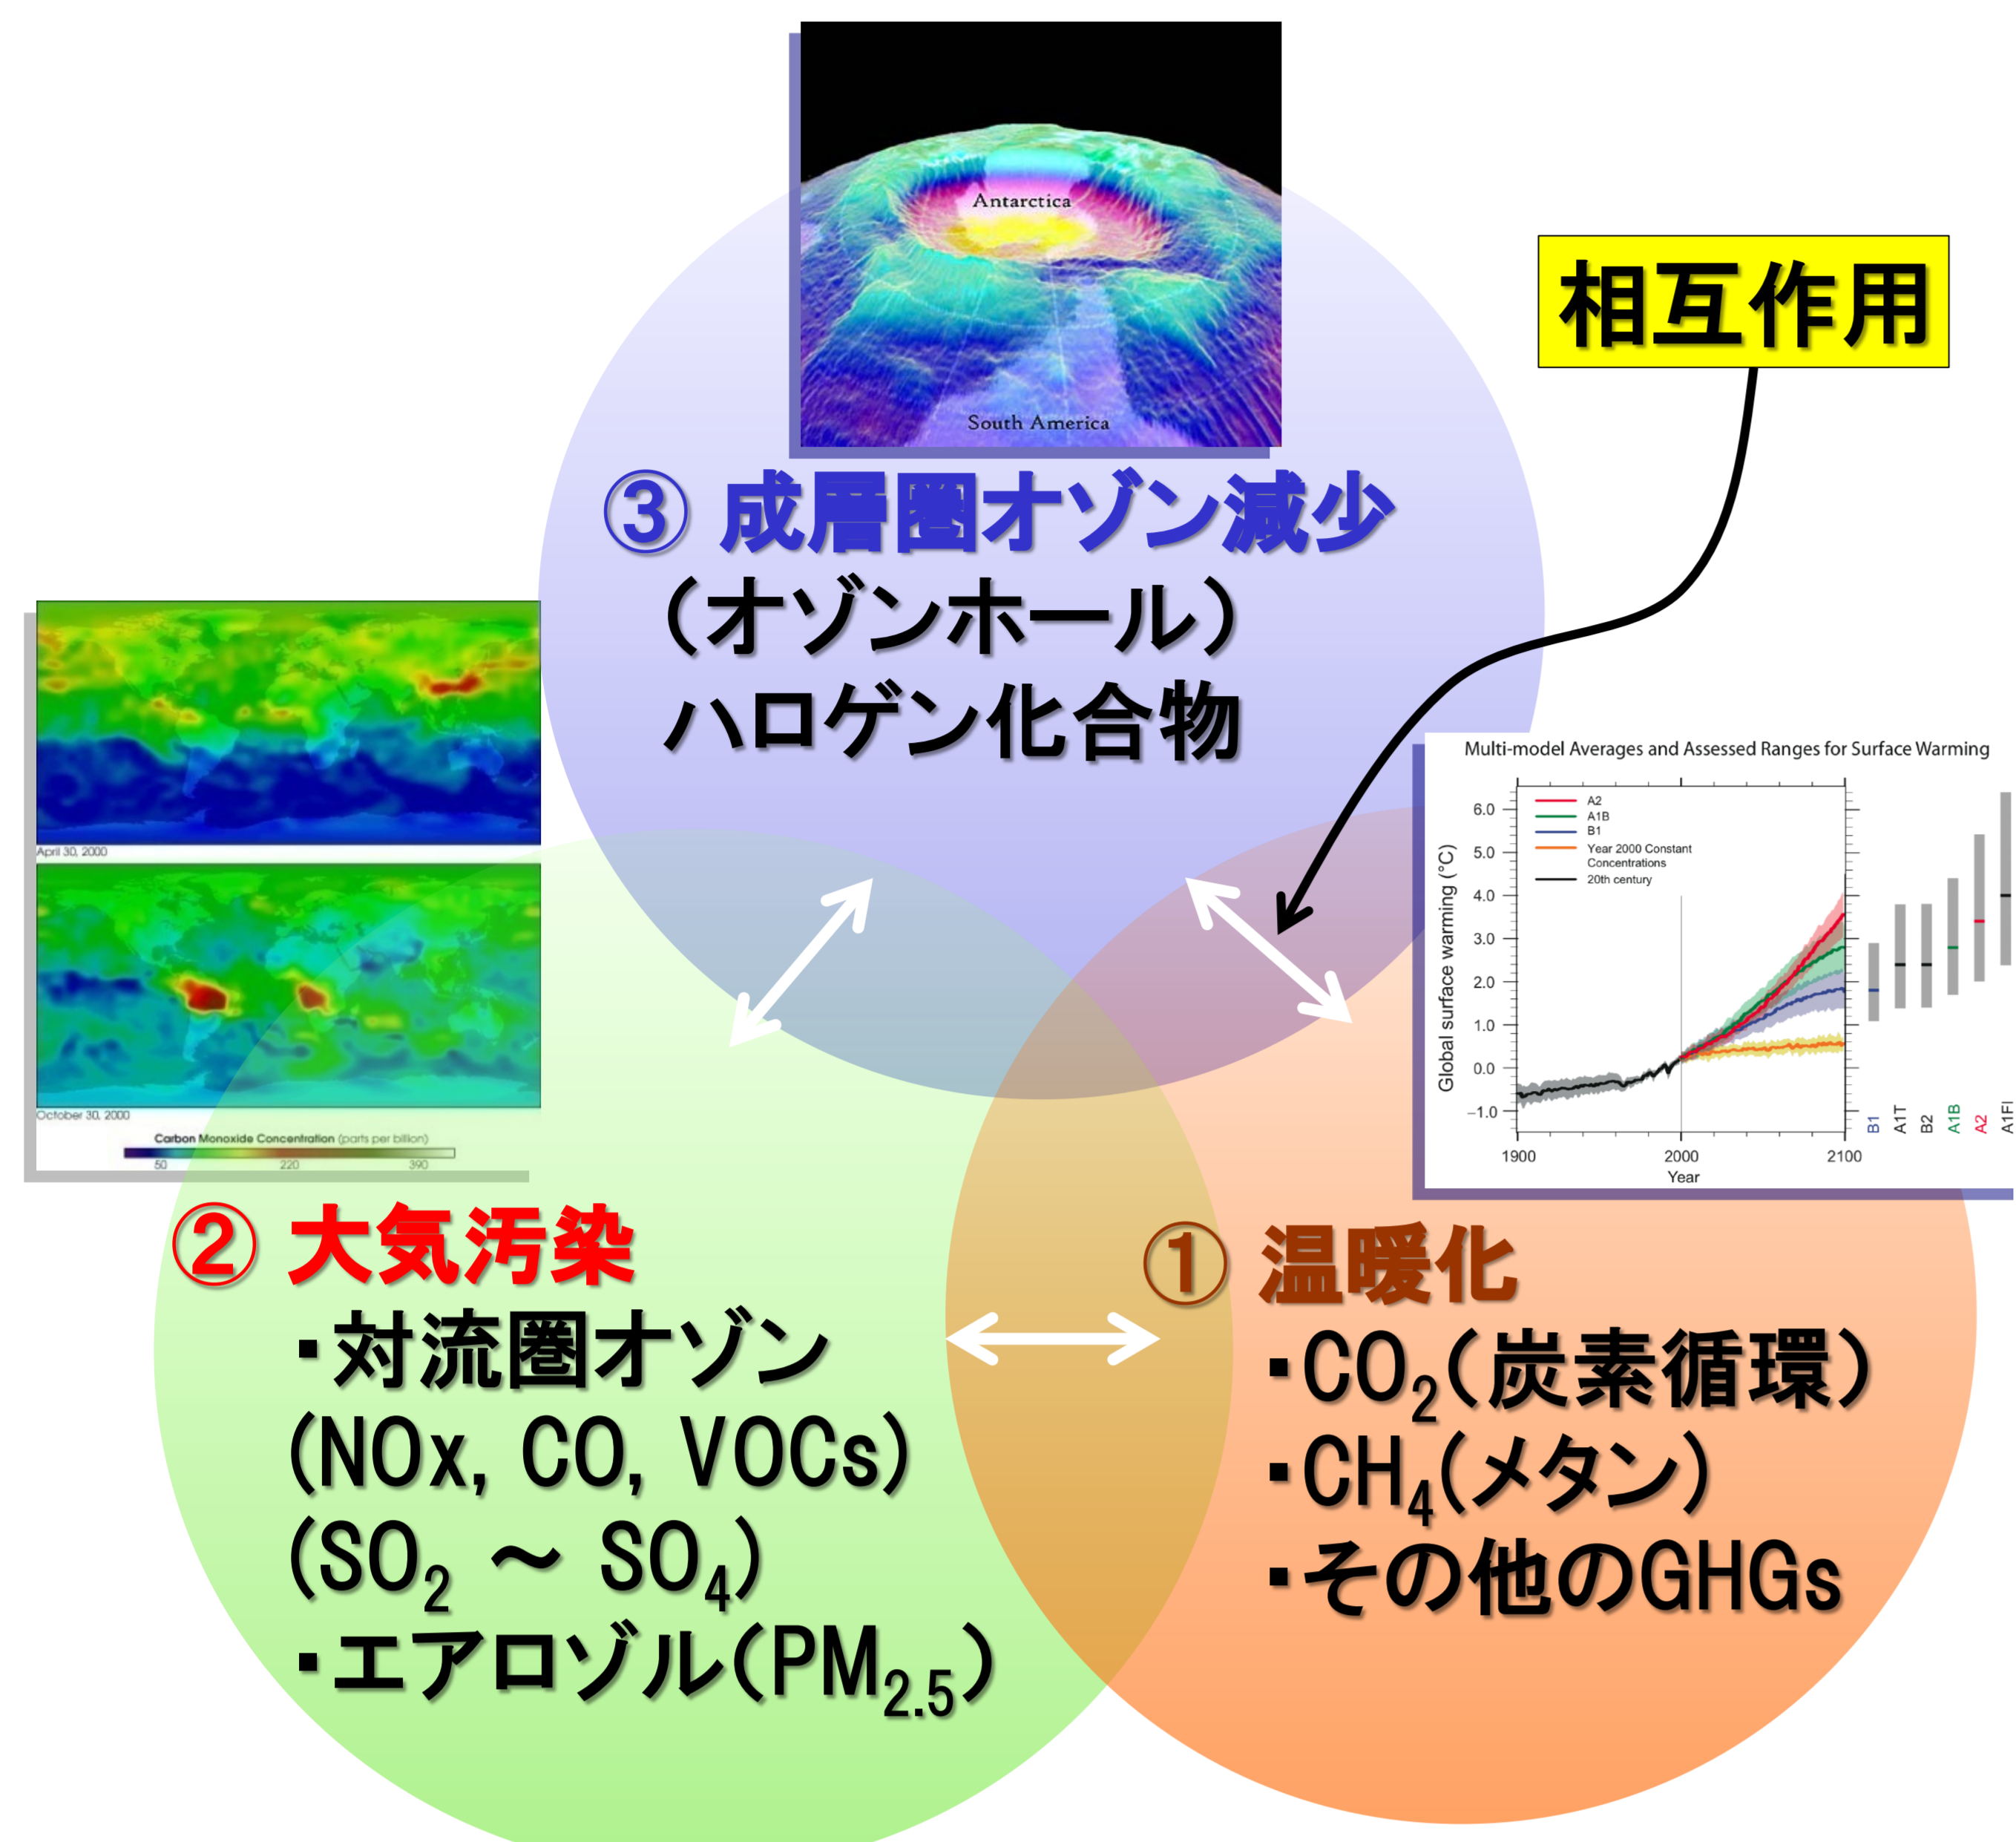 Antarctica
South America
相互作用
③ 成層圏オゾン減少
（オゾンホール）
ハロゲン化合物
April 30, 2000
October 30, 2000
Carbon Monoxide Concentration (parts per billion)
50 220 390
Multi-model Averages and Assessed Ranges for Surface Warming
A2
A1B
B1
Year 2000 Constant
Concentrations
20th century
Global surface warming (°C)
6.0
5.0
4.0
3.0
2.0
1.0
0.0
−1.0
1900 2000 2100
Year
B1 A1T B2 A1B A2 A1FI
② 大気汚染
・対流圏オゾン
(NOx, CO, VOCs)
(SO₂ ～ SO₄)
・エアロゾル(PM₂.₅)
① 温暖化
・CO₂(炭素循環)
・CH₄(メタン)
・その他のGHGs